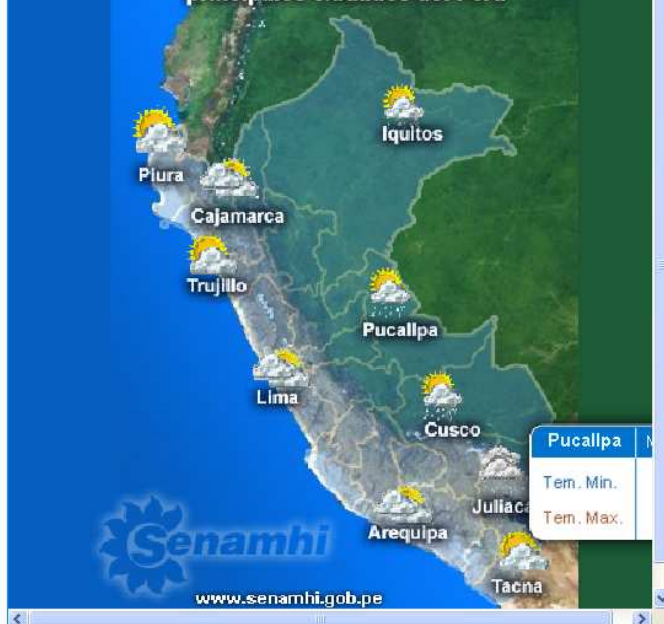 Iquitos
Piura
Cajamarca
Trujillo
Pucallpa
Lima
Cusco
Pucallpa
Tem. Min.
Juliac
Tem. Max.
Arequipa
Senamhi
Tacna
www.senamhi.gob.pe